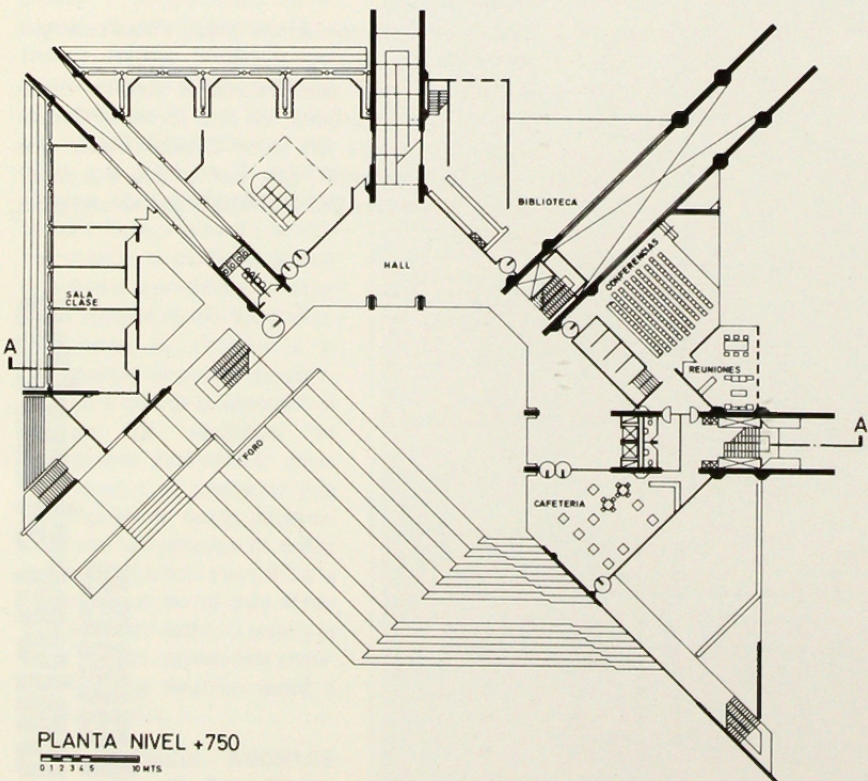 BIBLIOTECA
HALL
CONFERENCIAS
SALA
CLASE
A
REUNIONES
A
FORO
CAFETERIA
PLANTA NIVEL +750
0 1 2 3 4 5 10 MTS.